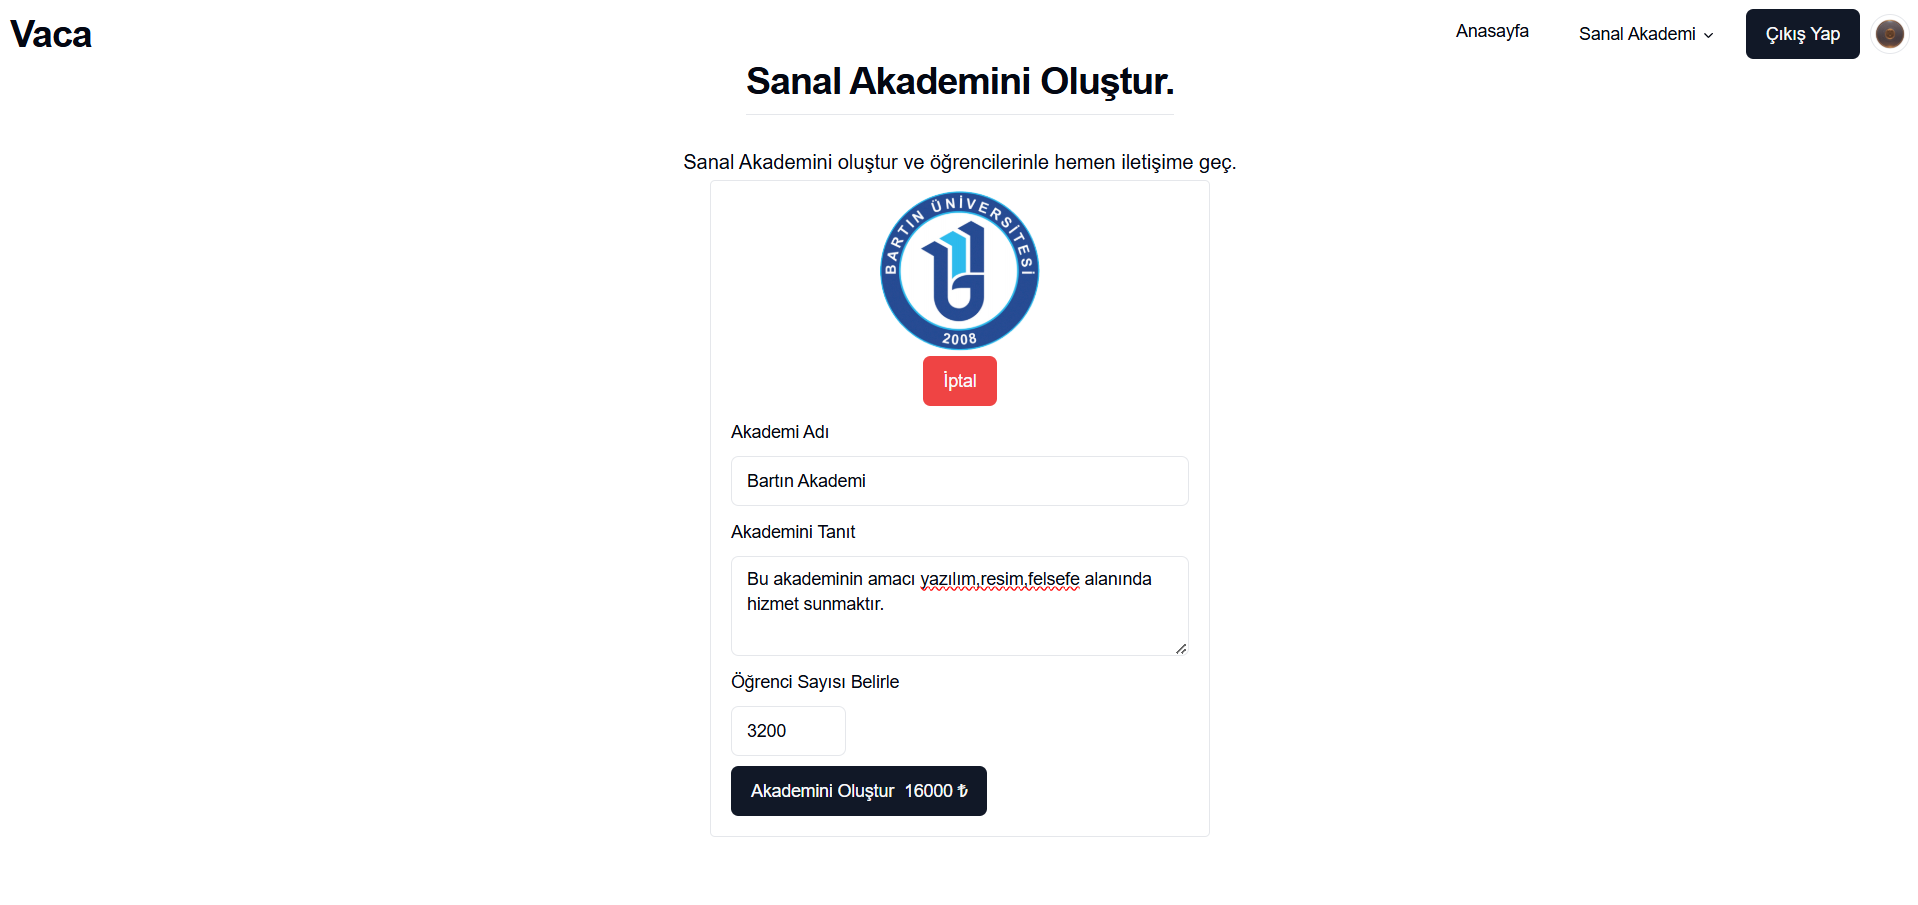 Vaca
Anasayfa
Sanal Akademi
Çıkış Yap
Sanal Akademini Oluştur.
Sanal Akademini oluştur ve öğrencilerinle hemen iletişime geç.
BARTIN ÜNİVERSİTESİ
2008
İptal
Akademi Adı
Bartın Akademi
Akademini Tanıt
Bu akademinin amacı yazılım,resim,felsefe alanında
hizmet sunmaktır.
Öğrenci Sayısı Belirle
3200
Akademini Oluştur 16000 ₺